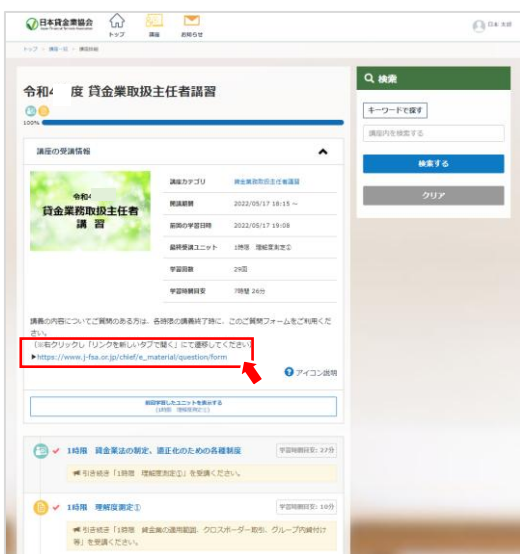 日本貸金業協会
トップ
講座
お知らせ
日本 太郎
トップ > 講座一覧 > 講座詳細
令和4 度 貸金業取扱主任者講習
100%
講座の受講情報
令和4
貸金業務取扱主任者
講 習
講座カテゴリ 貸金業務取扱主任者講習
開講期間 2022/05/17 18:15 ~
前回の学習日時 2022/05/17 19:08
最終受講ユニット 1時限 理解度測定①
学習回数 29回
学習時間目安 7時間 26分
講義の内容についてご質問のある方は、各時限の講義終了時に、このご質問フォームをご利用ください。
(※右クリックし「リンクを新しいタブで開く」にて遷移してください)
▶https://www.j-fsa.or.jp/chief/e_material/question/form
アイコン説明
前回学習したユニットを表示する
(1時限 理解度測定①)
1時限 貸金業法の制定、適正化のための各種制度 学習時間目安: 27分
引き続き「1時限 理解度測定①」を受講ください。
1時限 理解度測定① 学習時間目安: 10分
引き続き「1時限 貸金業の適用範囲、クロスボーダー取引、グループ内貸付け等」を受講ください。
検索
キーワードで探す
講座内を検索する
検索する
クリア